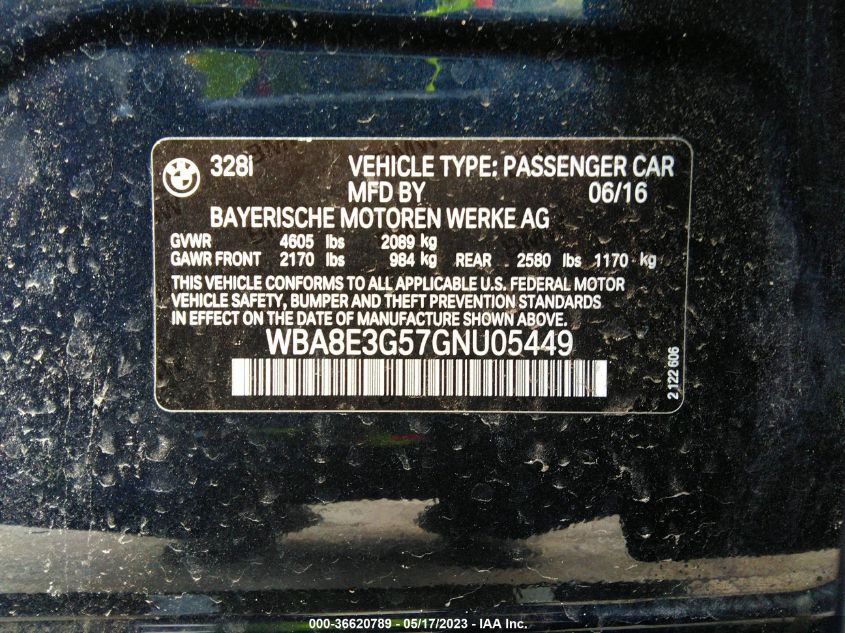 328I VEHICLE TYPE: PASSENGER CAR
MFD BY 06/16
BAYERISCHE MOTOREN WERKE AG
GVWR 4605 lbs 2089 kg
GAWR FRONT 2170 lbs 984 kg REAR 2580 lbs 1170 kg
THIS VEHICLE CONFORMS TO ALL APPLICABLE U.S. FEDERAL MOTOR
VEHICLE SAFETY, BUMPER AND THEFT PREVENTION STANDARDS
IN EFFECT ON THE DATE OF MANUFACTURE SHOWN ABOVE.
WBA8E3G57GNU05449
2 122 606
000-36620789 - 05/17/2023 - IAA Inc.